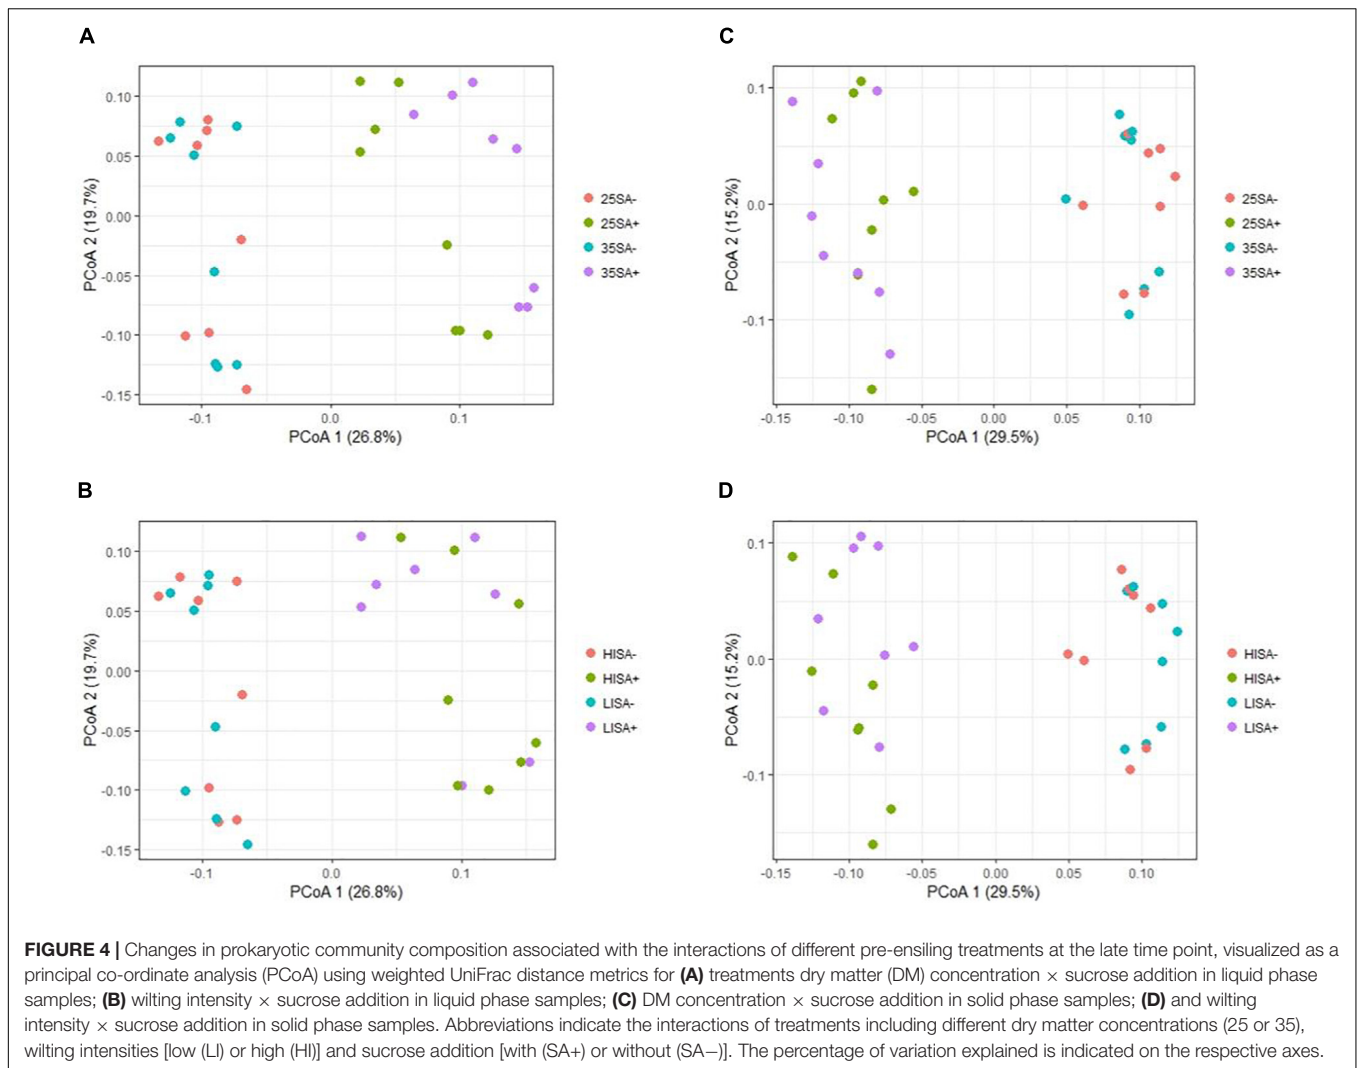 A
0.10
0.05
0.00
-0.05
-0.10
-0.15
PCoA 2 (19.7%)
-0.1
0.0
0.1
PCoA 1 (26.8%)
25SA-
25SA+
35SA-
35SA+
C
0.1
0.0
-0.1
PCoA 2 (15.2%)
-0.15
-0.10
-0.05
0.00
0.05
0.10
PCoA 1 (29.5%)
25SA-
25SA+
35SA-
35SA+
B
0.10
0.05
0.00
-0.05
-0.10
-0.15
PCoA 2 (19.7%)
-0.1
0.0
0.1
PCoA 1 (26.8%)
HISA-
HISA+
LISA-
LISA+
D
0.1
0.0
-0.1
PCoA 2 (15.2%)
-0.15
-0.10
-0.05
0.00
0.05
0.10
PCoA 1 (29.5%)
HISA-
HISA+
LISA-
LISA+
FIGURE 4 | Changes in prokaryotic community composition associated with the interactions of different pre-ensiling treatments at the late time point, visualized as a
principal co-ordinate analysis (PCoA) using weighted UniFrac distance metrics for (A) treatments dry matter (DM) concentration × sucrose addition in liquid phase
samples; (B) wilting intensity × sucrose addition in liquid phase samples; (C) DM concentration × sucrose addition in solid phase samples; (D) and wilting
intensity × sucrose addition in solid phase samples. Abbreviations indicate the interactions of treatments including different dry matter concentrations (25 or 35),
wilting intensities [low (LI) or high (HI)] and sucrose addition [with (SA+) or without (SA−)]. The percentage of variation explained is indicated on the respective axes.